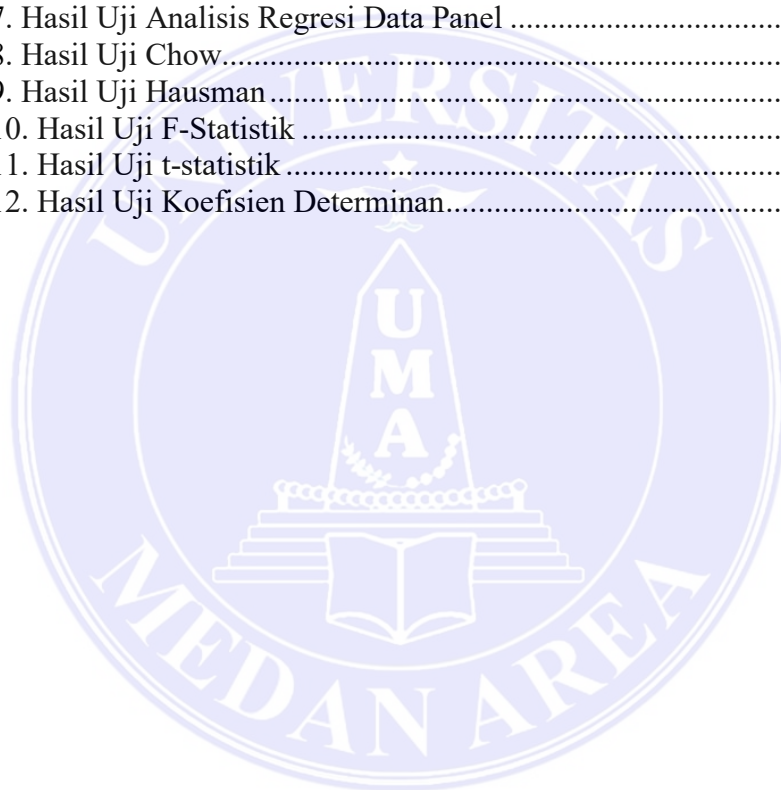 7. Hasil Uji Analisis Regresi Data Panel ....................................
8. Hasil Uji Chow..........................................................................
9. Hasil Uji Hausman...................................................................
10. Hasil Uji F-Statistik ...............................................................
11. Hasil Uji t-statistik .................................................................
12. Hasil Uji Koefisien Determinan............................................
UNIVERSITAS
UMA
MEDAN AREA